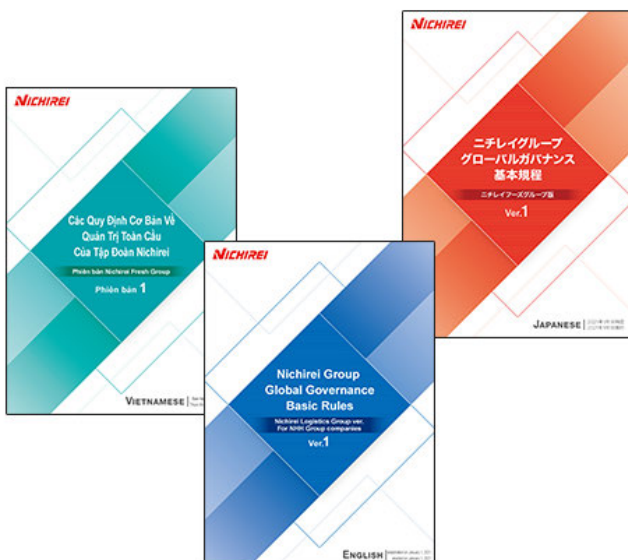 NICHIREI
Các Quy Định Cơ Bản Về
Quản Trị Toàn Cầu
Của Tập Đoàn Nichirei
Phiên bản Nichirei Fresh Group
Phiên bản 1
VIETNAMESE
NICHIREI
Nichirei Group
Global Governance
Basic Rules
Nichirei Logistics Group ver.
For NHH Group companies
Ver.1
ENGLISH
NICHIREI
ニチレイグループ
グローバルガバナンス
基本規程
ニチレイフーズグループ版
Ver.1
JAPANESE